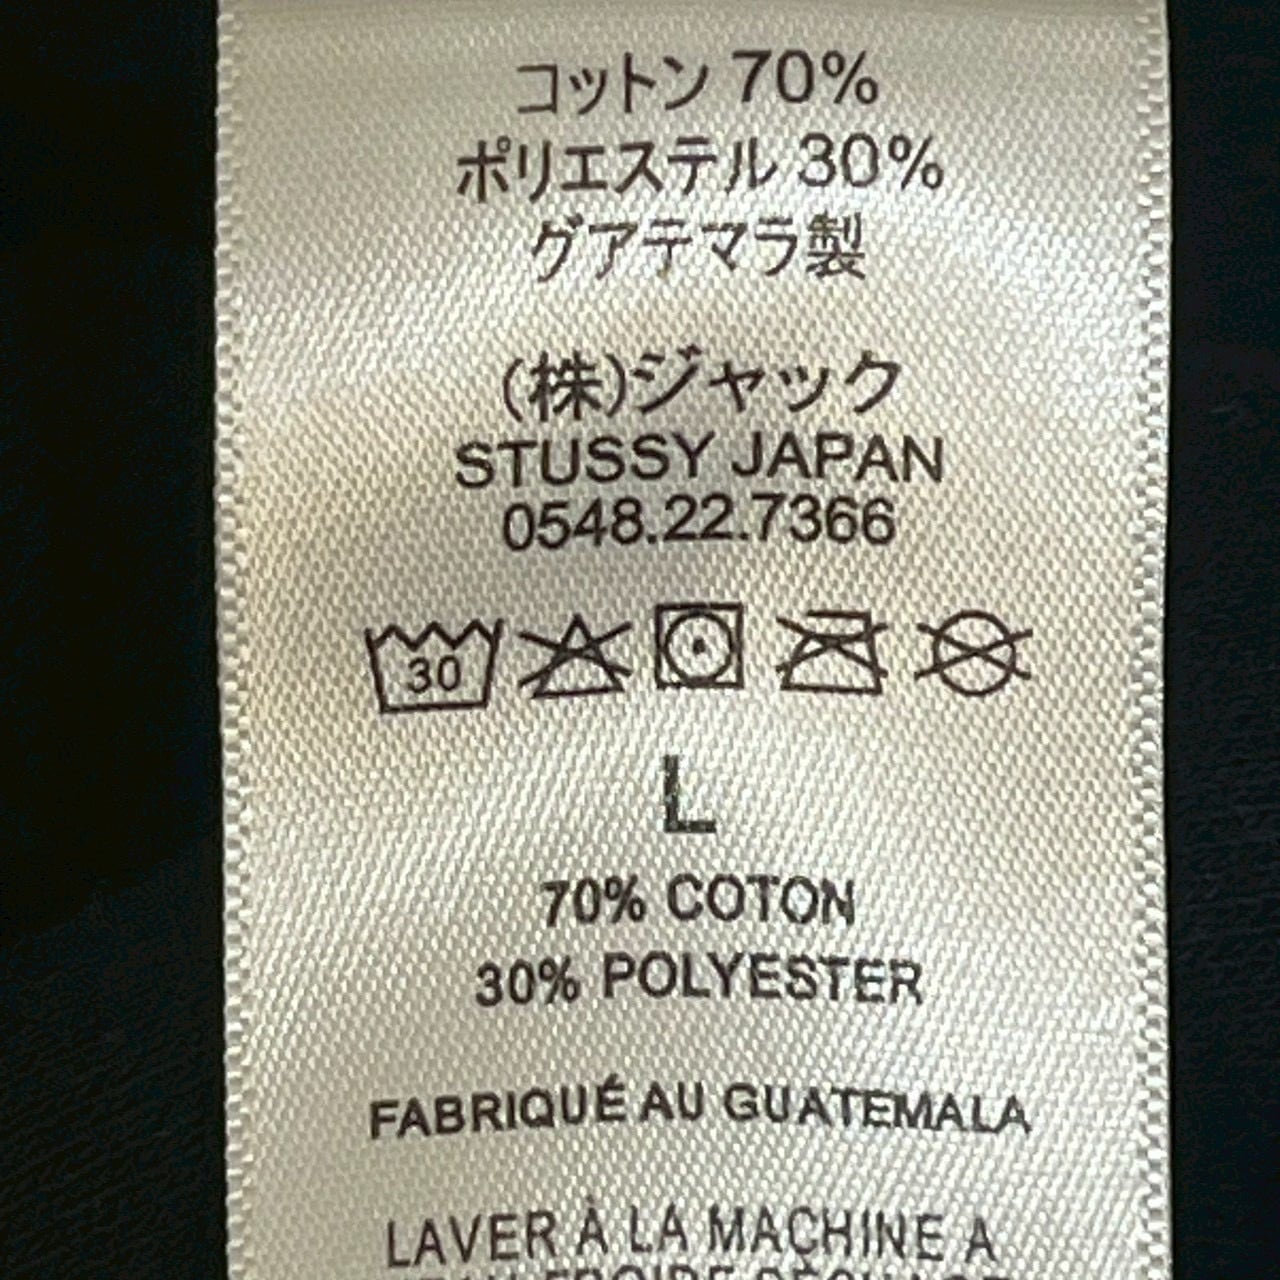 コットン 70%
ポリエステル 30%
グアテマラ製
(株)ジャック
STUSSY JAPAN
0548.22.7366
30
L
70% COTON
30% POLYESTER
FABRIQUÉ AU GUATEMALA
LAVER À LA MACHINE A